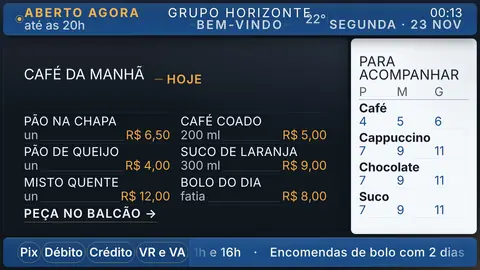 ABERTO AGORA
até as 20h
GRUPO HORIZONTE
BEM-VINDO
22°
00:13
SEGUNDA · 23 NOV
CAFÉ DA MANHÃ — HOJE
PÃO NA CHAPA
un R$ 6,50
PÃO DE QUEIJO
un R$ 4,00
MISTO QUENTE
un R$ 12,00
CAFÉ COADO
200 ml R$ 5,00
SUCO DE LARANJA
300 ml R$ 9,00
BOLO DO DIA
fatia R$ 8,00
PEÇA NO BALCÃO →
PARA
ACOMPANHAR
P M G
Café
4 5 6
Cappuccino
7 9 11
Chocolate
7 9 11
Suco
7 9 11
Pix Débito Crédito VR e VA 1h e 16h · Encomendas de bolo com 2 dias